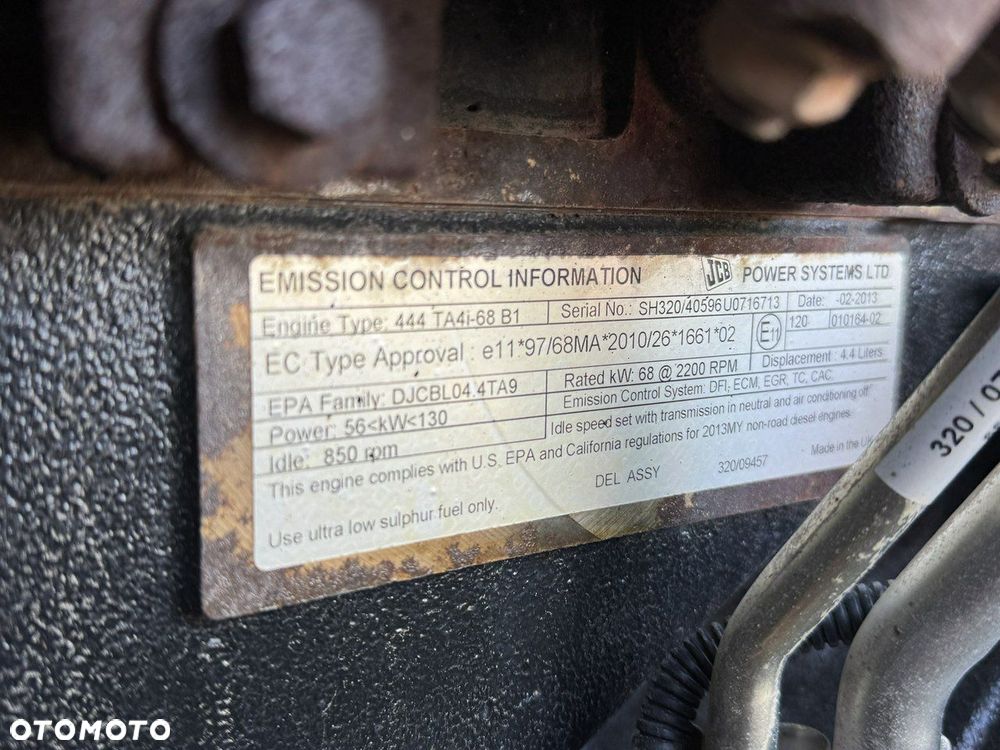 EMISSION CONTROL INFORMATION JCB POWER SYSTEMS LTD
Engine Type: 444 TA4i-68 B1 Serial No.: SH320/40596U0716713 Date: -02-2013
EC Type Approval : e11*97/68MA*2010/26*1661*02 E11 120 010164-02
EPA Family: DJCBL04.4TA9 Rated kW: 68 @ 2200 RPM Displacement : 4.4 Liters
Power: 56<kW<130 Emission Control System: DFI, ECM, EGR, TC, CAC
Idle: 850 rpm Idle speed set with transmission in neutral and air conditioning off
This engine complies with U.S. EPA and California regulations for 2013MY non-road diesel engines.
Use ultra low sulphur fuel only. DEL ASSY 320/09457 Made in the UK
320 / 07
OTOMOTO